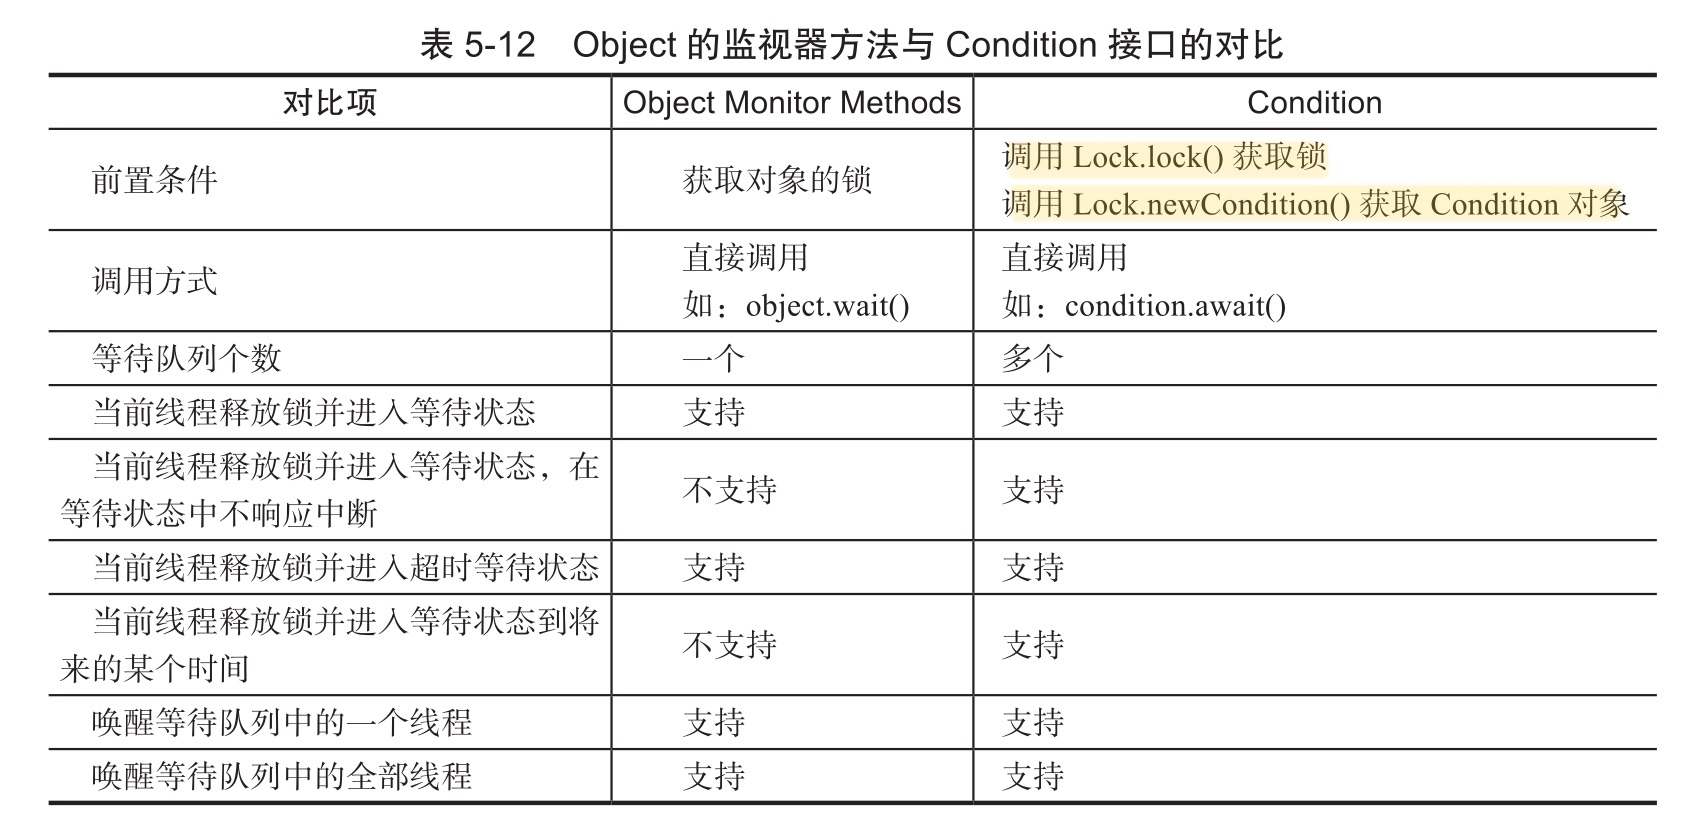 表 5-12 Object 的监视器方法与 Condition 接口的对比
对比项 Object Monitor Methods Condition
前置条件 获取对象的锁 调用 Lock.lock() 获取锁
调用 Lock.newCondition() 获取 Condition 对象
调用方式 直接调用 直接调用
如：object.wait() 如：condition.await()
等待队列个数 一个 多个
当前线程释放锁并进入等待状态 支持 支持
当前线程释放锁并进入等待状态，在
等待状态中不响应中断 不支持 支持
当前线程释放锁并进入超时等待状态 支持 支持
当前线程释放锁并进入等待状态到将
来的某个时间 不支持 支持
唤醒等待队列中的一个线程 支持 支持
唤醒等待队列中的全部线程 支持 支持